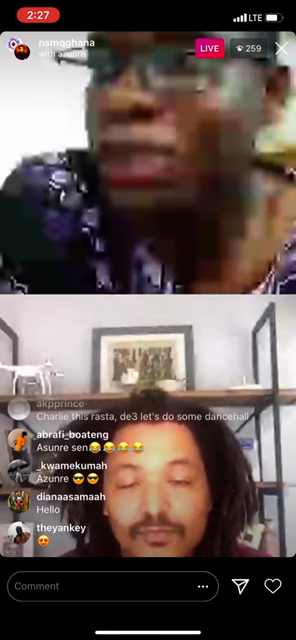 2:27
LTE
nsmqghana
with azunre
LIVE
259
akpprince
Charlie this rasta, de3 let's do some dancehall
abrafi_boateng
Asunre sen😂😂😂😂
_kwamekumah
Azunre 😎😎
dianaasamaah
Hello
theyankey
😍
Comment